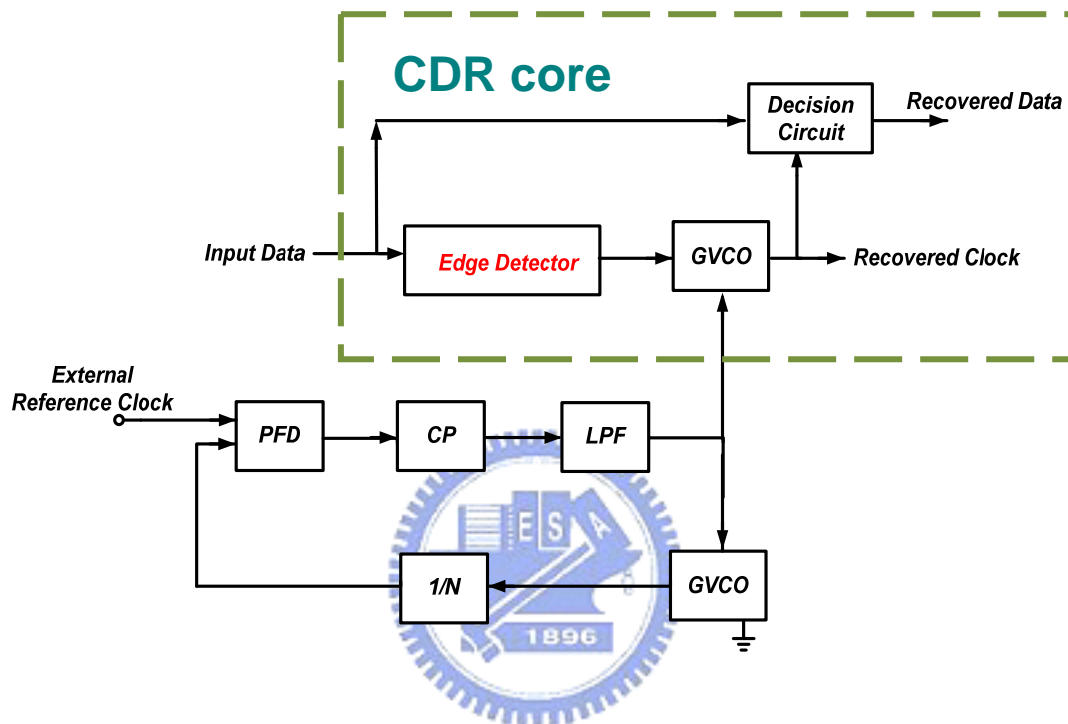 CDR core
Decision
Circuit
Recovered Data
Input Data
Edge Detector
GVCO
Recovered Clock
External
Reference Clock
PFD
CP
LPF
E S A
1/N
GVCO
1896